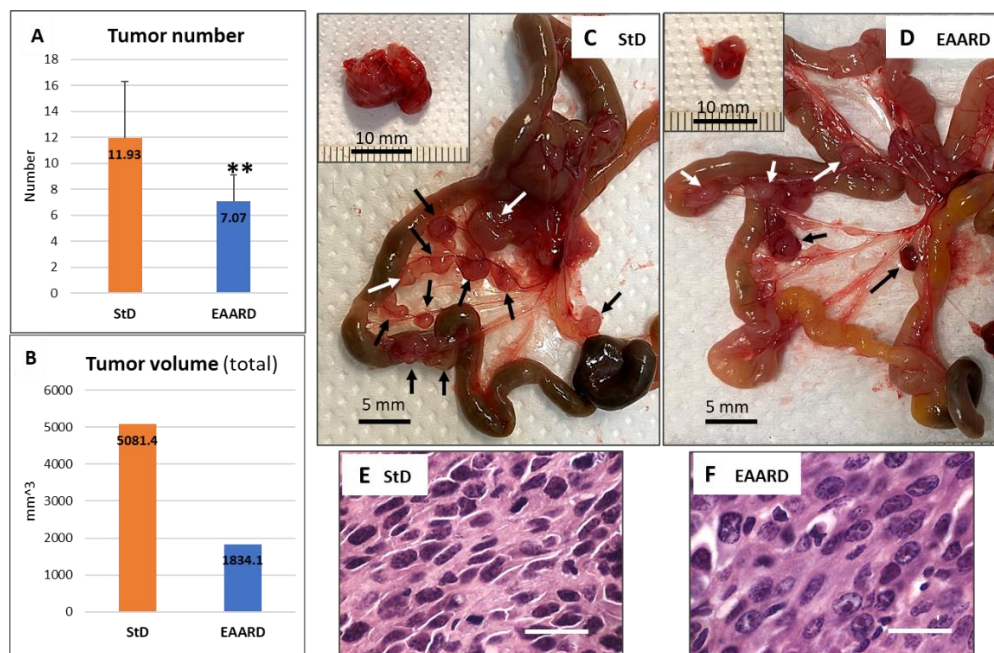 A
Tumor number
18
16
14
12
10
8
6
4
2
0
Number
11.93
**
7.07
StD
EAARD
B
Tumor volume (total)
6000
5000
4000
3000
2000
1000
0
mm^3
5081.4
1834.1
StD
EAARD
10 mm
C StD
5 mm
10 mm
D EAARD
5 mm
E StD
F EAARD